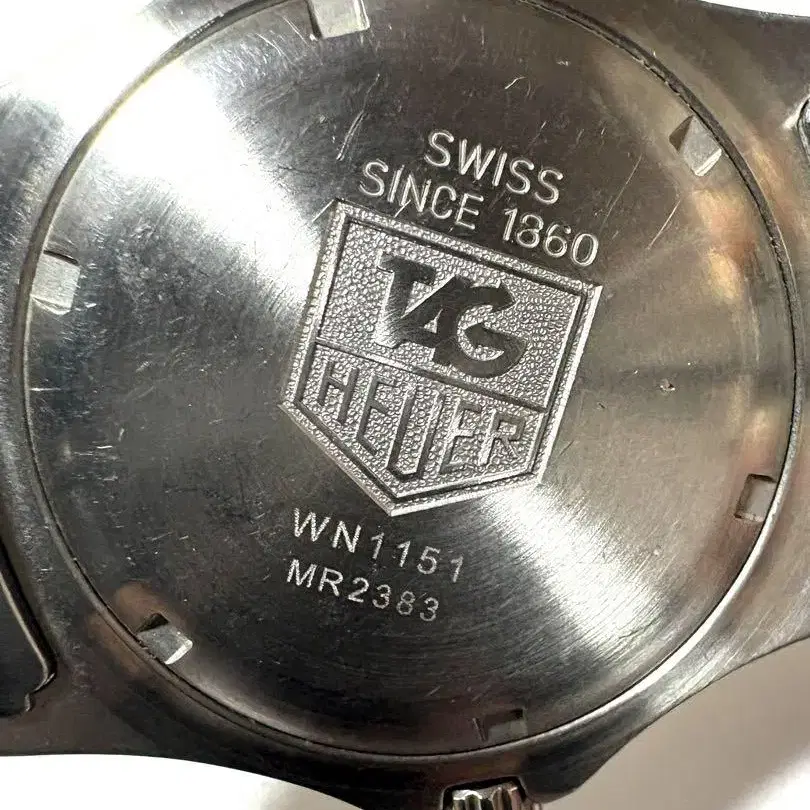 SWISS
SINCE 1860
TAG
HEUER
WN1151
MR2383